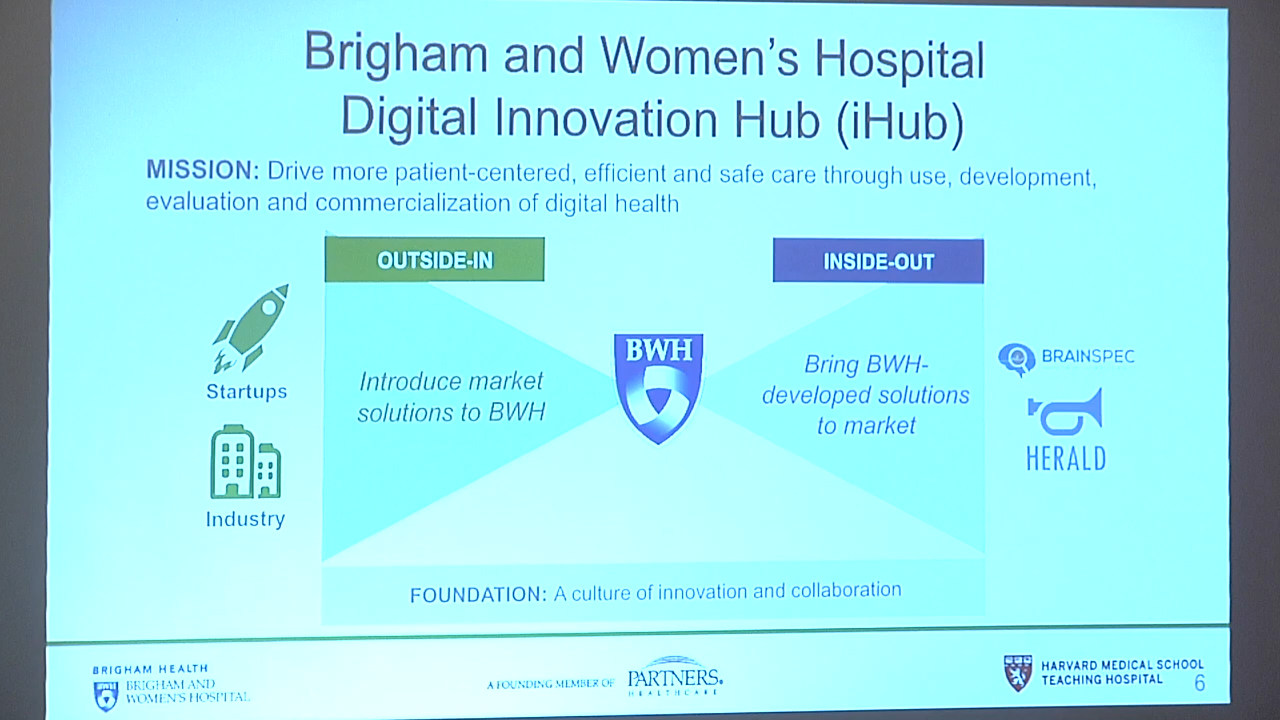 Brigham and Women's Hospital
Digital Innovation Hub (iHub)
MISSION: Drive more patient-centered, efficient and safe care through use, development,
evaluation and commercialization of digital health
OUTSIDE-IN
INSIDE-OUT
Startups
Industry
Introduce market
solutions to BWH
BWH
Bring BWH-
developed solutions
to market
BRAINSPEC
HERALD
FOUNDATION: A culture of innovation and collaboration
BRIGHAM HEALTH
BRIGHAM AND
WOMEN'S HOSPITAL
A FOUNDING MEMBER OF
PARTNERS.
HEALTHCARE
HARVARD MEDICAL SCHOOL
TEACHING HOSPITAL
6